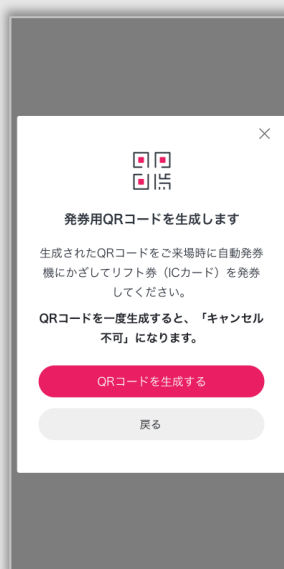 発券用QRコードを生成します
生成されたQRコードをご来場時に自動発券
機にかざしてリフト券（ICカード）を発券
してください。
QRコードを一度生成すると、「キャンセル
不可」になります。
QRコードを生成する
戻る